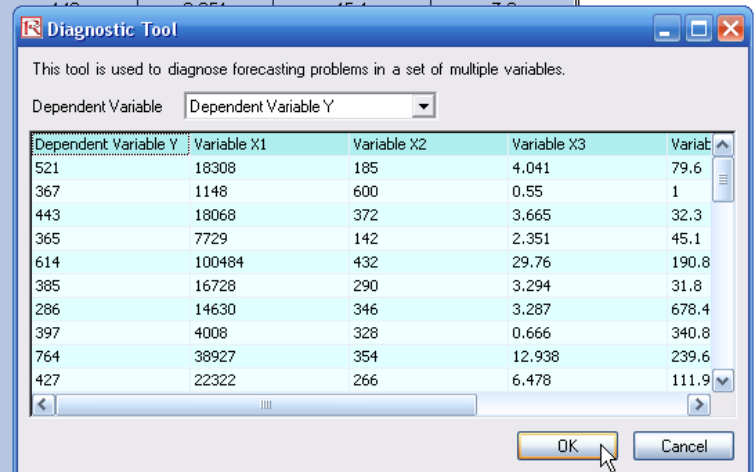 Diagnostic Tool
This tool is used to diagnose forecasting problems in a set of multiple variables.
Dependent Variable Dependent Variable Y
Dependent Variable Y Variable X1 Variable X2 Variable X3 Variab
521 18308 185 4.041 79.6
367 1148 600 0.55 1
443 18068 372 3.665 32.3
365 7729 142 2.351 45.1
614 100484 432 29.76 190.8
385 16728 290 3.294 31.8
286 14630 346 3.287 678.4
397 4008 328 0.666 340.8
764 38927 354 12.938 239.6
427 22322 266 6.478 111.9
OK Cancel